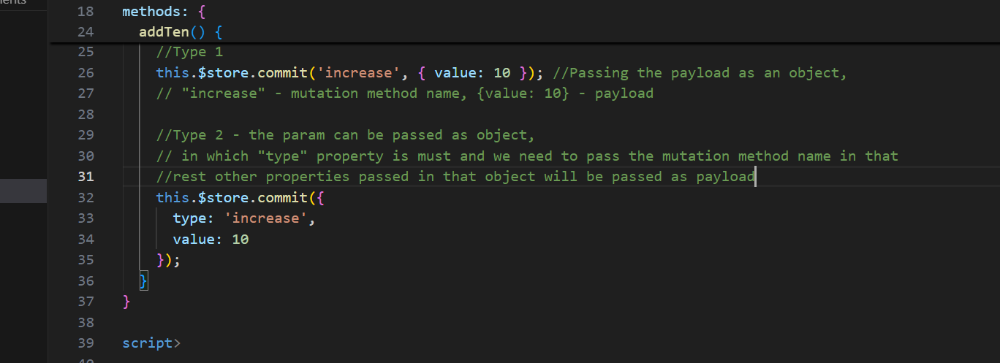 ents
18 methods: {
24 addTen() {
25 //Type 1
26 this.$store.commit('increase', { value: 10 }); //Passing the payload as an object,
27 // "increase" - mutation method name, {value: 10} - payload
28
29 //Type 2 - the param can be passed as object,
30 // in which "type" property is must and we need to pass the mutation method name in that
31 //rest other properties passed in that object will be passed as payload
32 this.$store.commit({
33 type: 'increase',
34 value: 10
35 });
36 }
37 }
38
39 script>